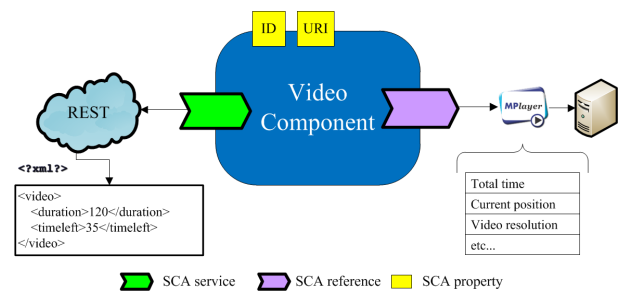 ID
URI
Video
Component
REST
MPlayer
<?xml?>
<video>
<duration>120</duration>
<timeleft>35</timeleft>
</video>
Total time
Current position
Video resolution
etc...
SCA service
SCA reference
SCA property